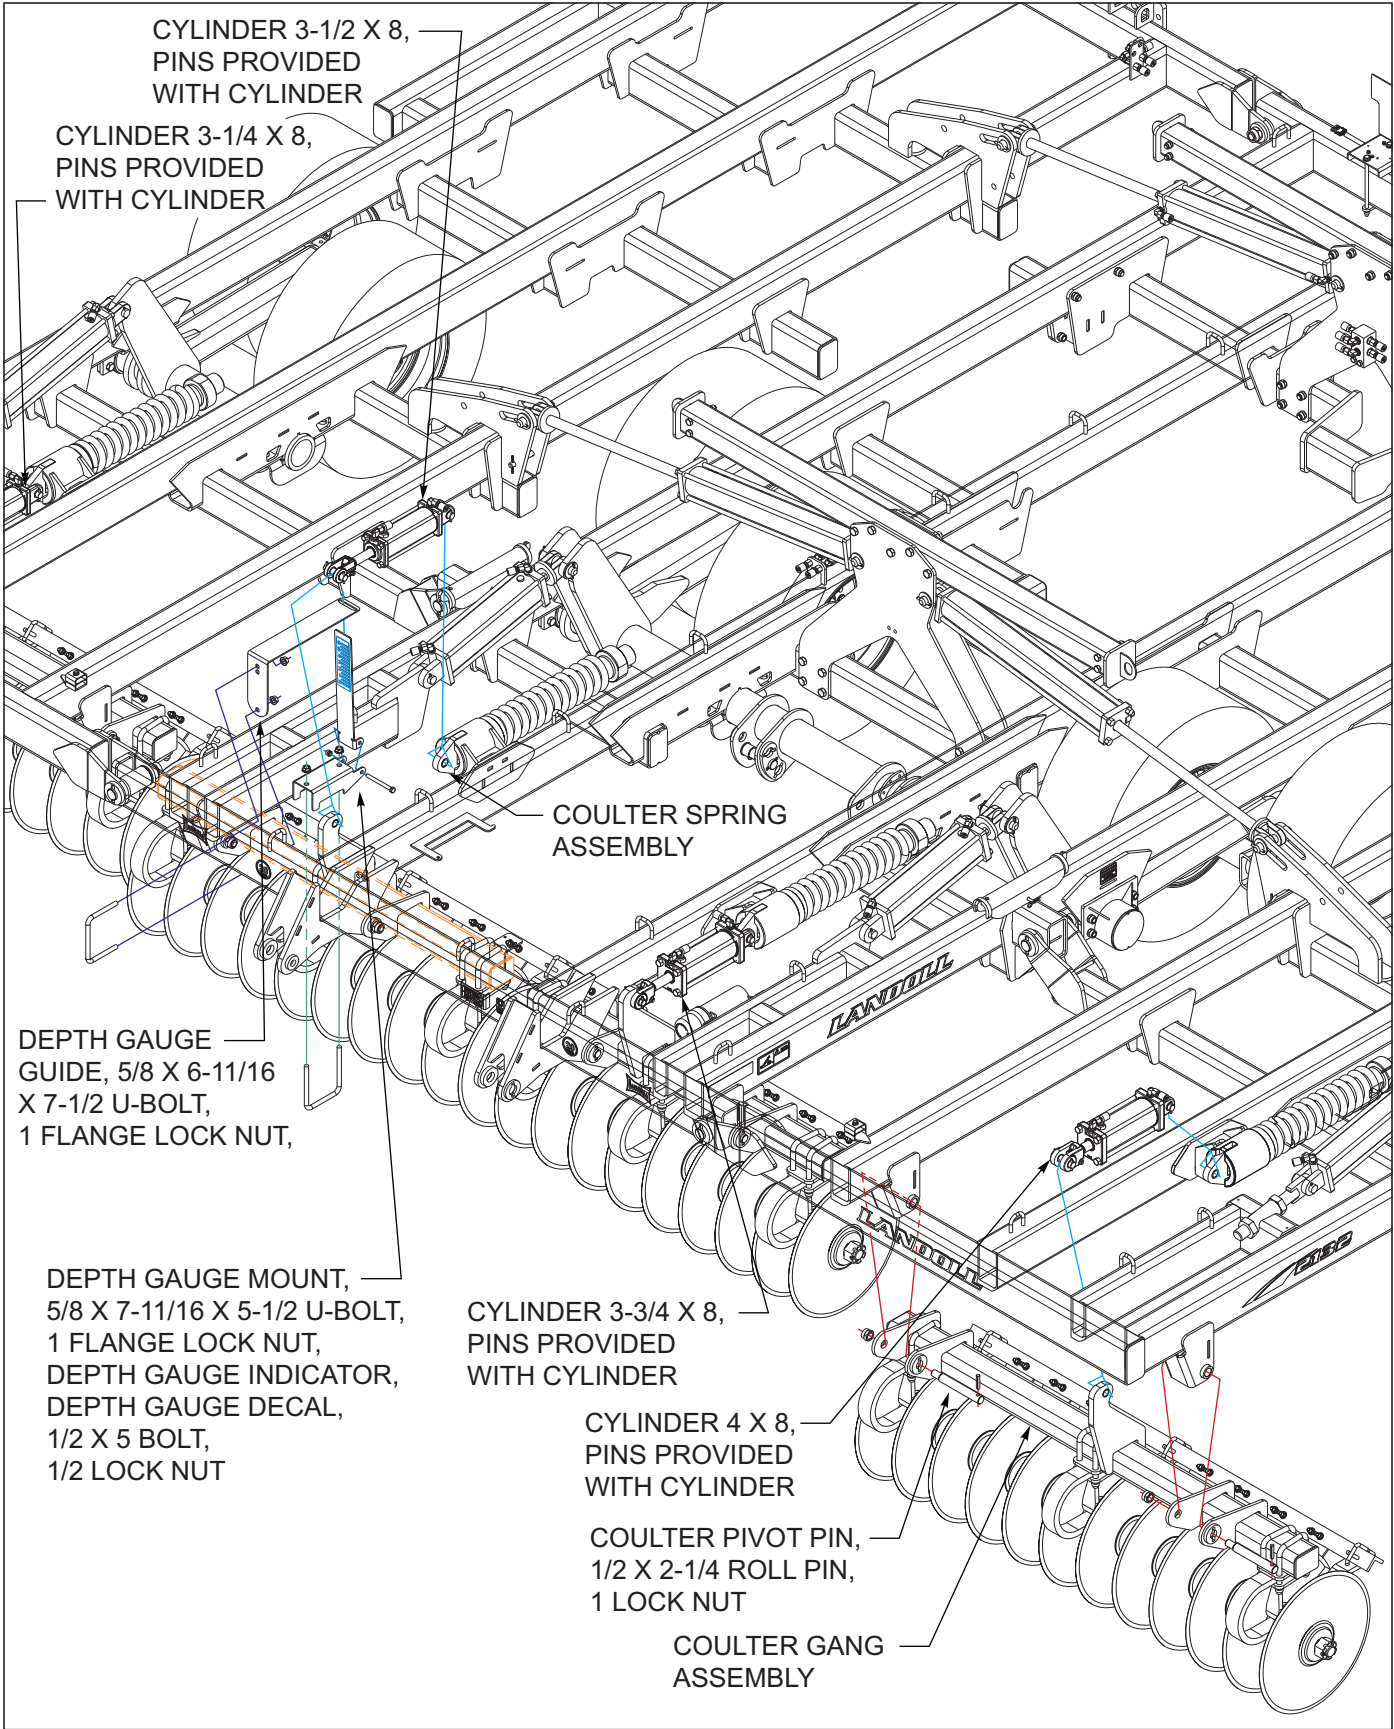 CYLINDER 3-1/2 X 8,
PINS PROVIDED
WITH CYLINDER
CYLINDER 3-1/4 X 8,
PINS PROVIDED
WITH CYLINDER
COULTER SPRING
ASSEMBLY
LANDOLL
DEPTH GAUGE
GUIDE, 5/8 X 6-11/16
X 7-1/2 U-BOLT,
1 FLANGE LOCK NUT,
LANDOLL
2132
DEPTH GAUGE MOUNT,
5/8 X 7-11/16 X 5-1/2 U-BOLT,
1 FLANGE LOCK NUT,
DEPTH GAUGE INDICATOR,
DEPTH GAUGE DECAL,
1/2 X 5 BOLT,
1/2 LOCK NUT
CYLINDER 3-3/4 X 8,
PINS PROVIDED
WITH CYLINDER
CYLINDER 4 X 8,
PINS PROVIDED
WITH CYLINDER
COULTER PIVOT PIN,
1/2 X 2-1/4 ROLL PIN,
1 LOCK NUT
COULTER GANG
ASSEMBLY